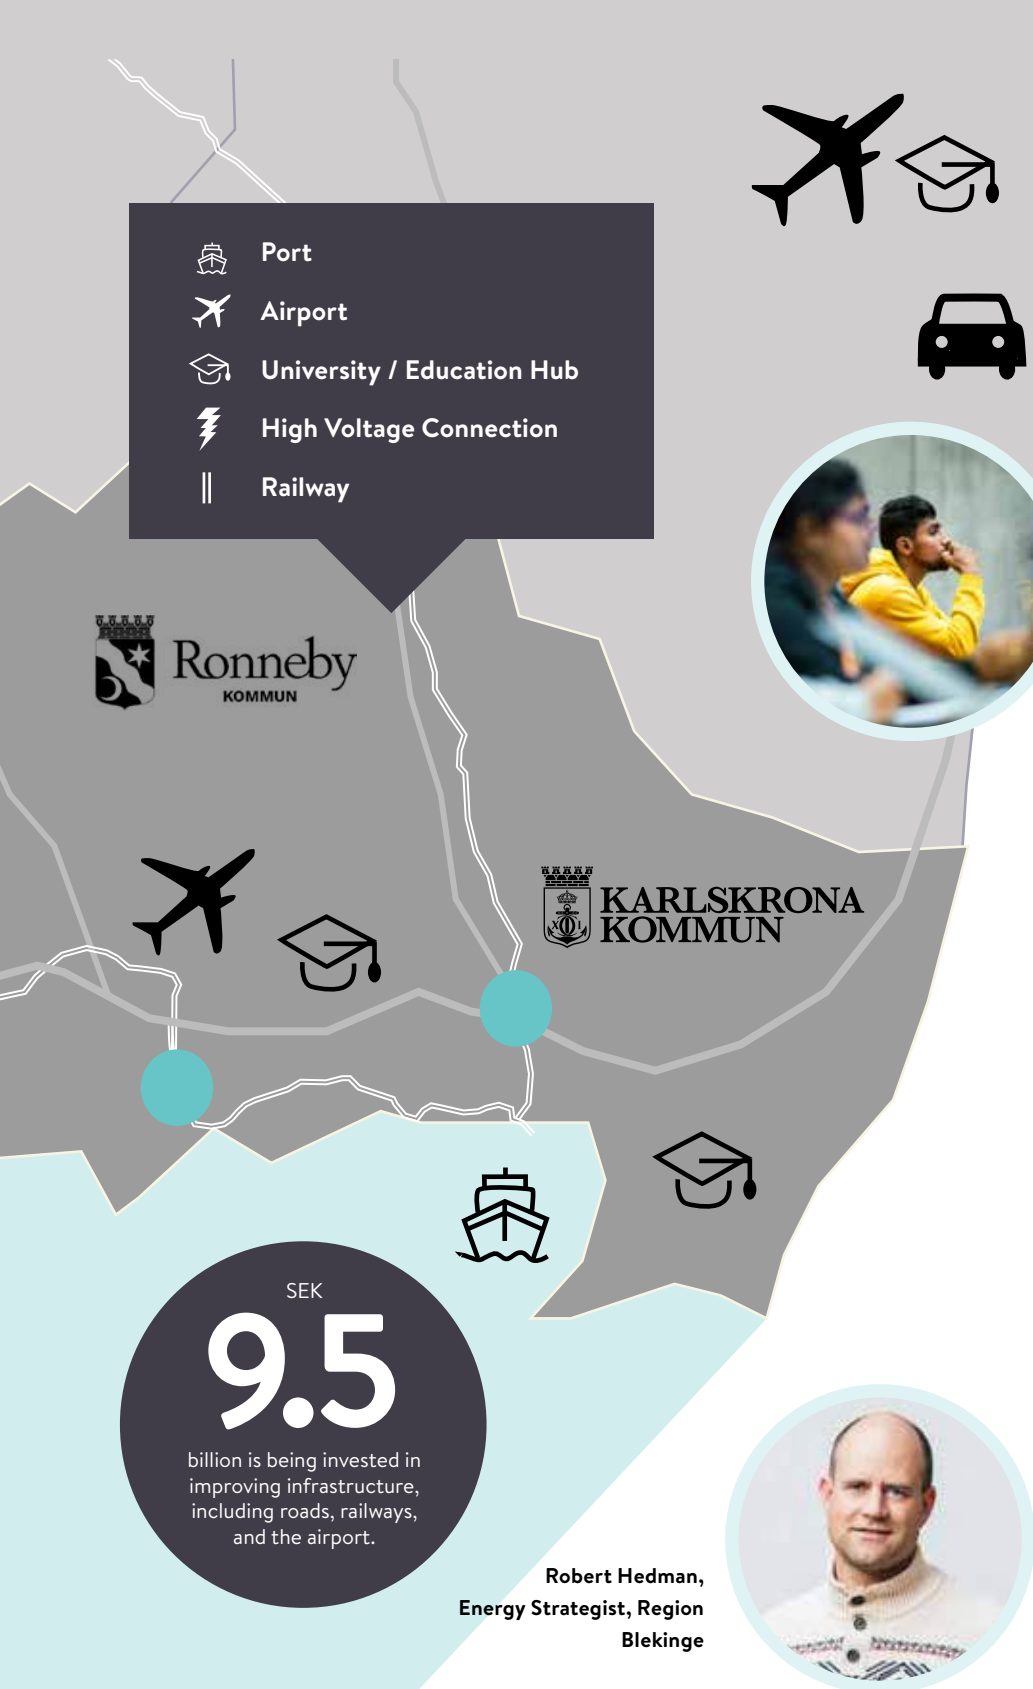 Port
Airport
University / Education Hub
High Voltage Connection
Railway
Ronneby
KOMMUN
KARLSKRONA
KOMMUN
SEK
9.5
billion is being invested in
improving infrastructure,
including roads, railways,
and the airport.
Robert Hedman,
Energy Strategist, Region
Blekinge